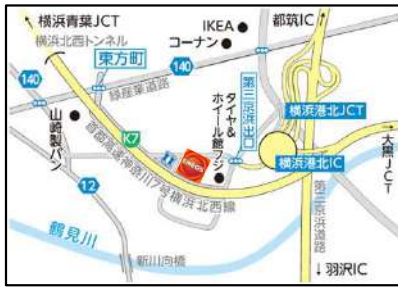 横浜青葉JCT
横浜北西トンネル
IKEA
コーナン
都筑IC
140
東方町
140
緑産業道路
第三京浜出口
タイヤ&
ホイール館フジ
横浜港北JCT
山崎製パン
K7
ENEOS
横浜港北IC
大黒JCT
首都高速神奈川7号横浜北西線
12
第三京浜道路
鶴見川
新川向橋
羽沢IC